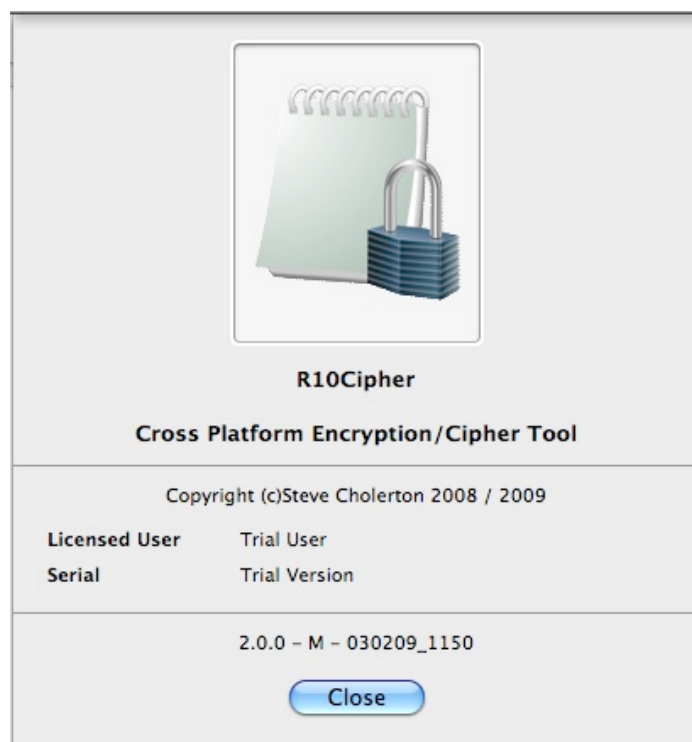 R10Cipher
Cross Platform Encryption/Cipher Tool
Copyright (c)Steve Cholerton 2008 / 2009
Licensed User Trial User
Serial Trial Version
2.0.0 – M – 030209_1150
Close